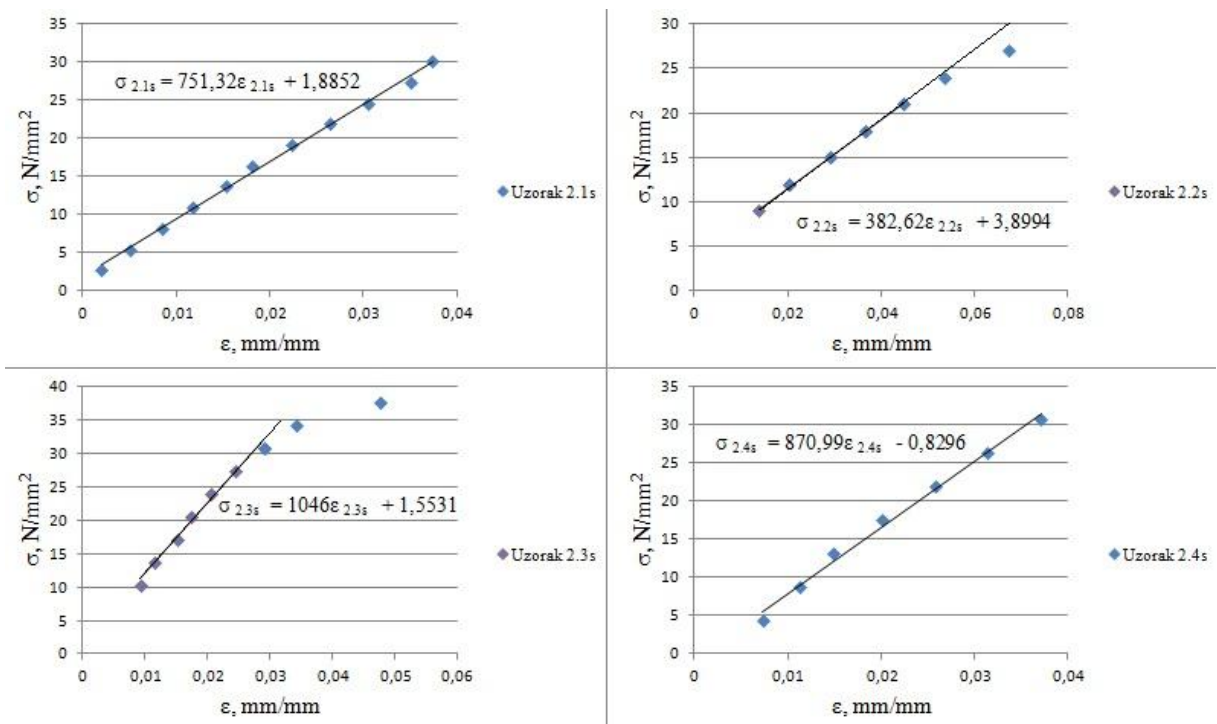 35
30
25
20
15
10
5
0
σ, N/mm²
σ 2.1s = 751,32ε 2.1s + 1,8852
0 0,01 0,02 0,03 0,04
ε, mm/mm
Uzorak 2.1s
30
25
20
15
10
5
0
σ, N/mm²
σ 2.2s = 382,62ε 2.2s + 3,8994
0 0,02 0,04 0,06 0,08
ε, mm/mm
Uzorak 2.2s
40
35
30
25
20
15
10
5
0
σ, N/mm²
σ 2.3s = 1046ε 2.3s + 1,5531
0 0,01 0,02 0,03 0,04 0,05 0,06
ε, mm/mm
Uzorak 2.3s
35
30
25
20
15
10
5
0
σ, N/mm²
σ 2.4s = 870,99ε 2.4s - 0,8296
0 0,01 0,02 0,03 0,04
ε, mm/mm
Uzorak 2.4s